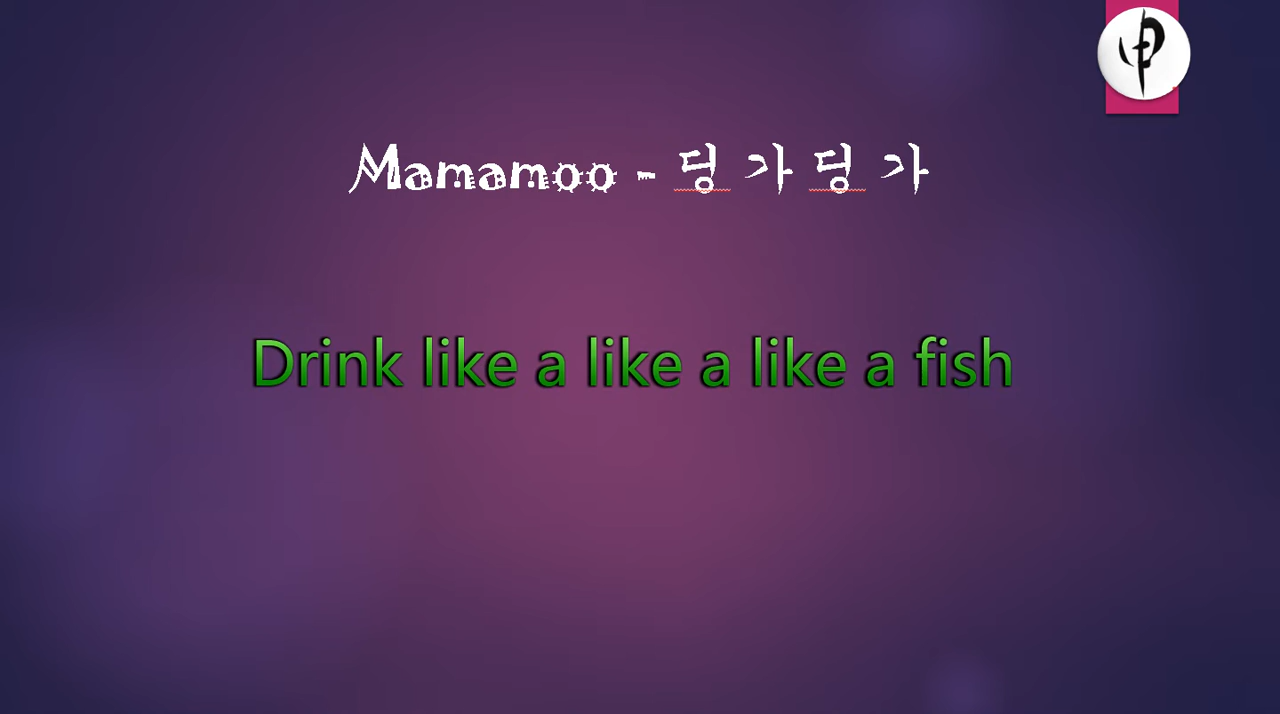 Mamamoo - 딩 가 딩 가
Drink like a like a like a fish